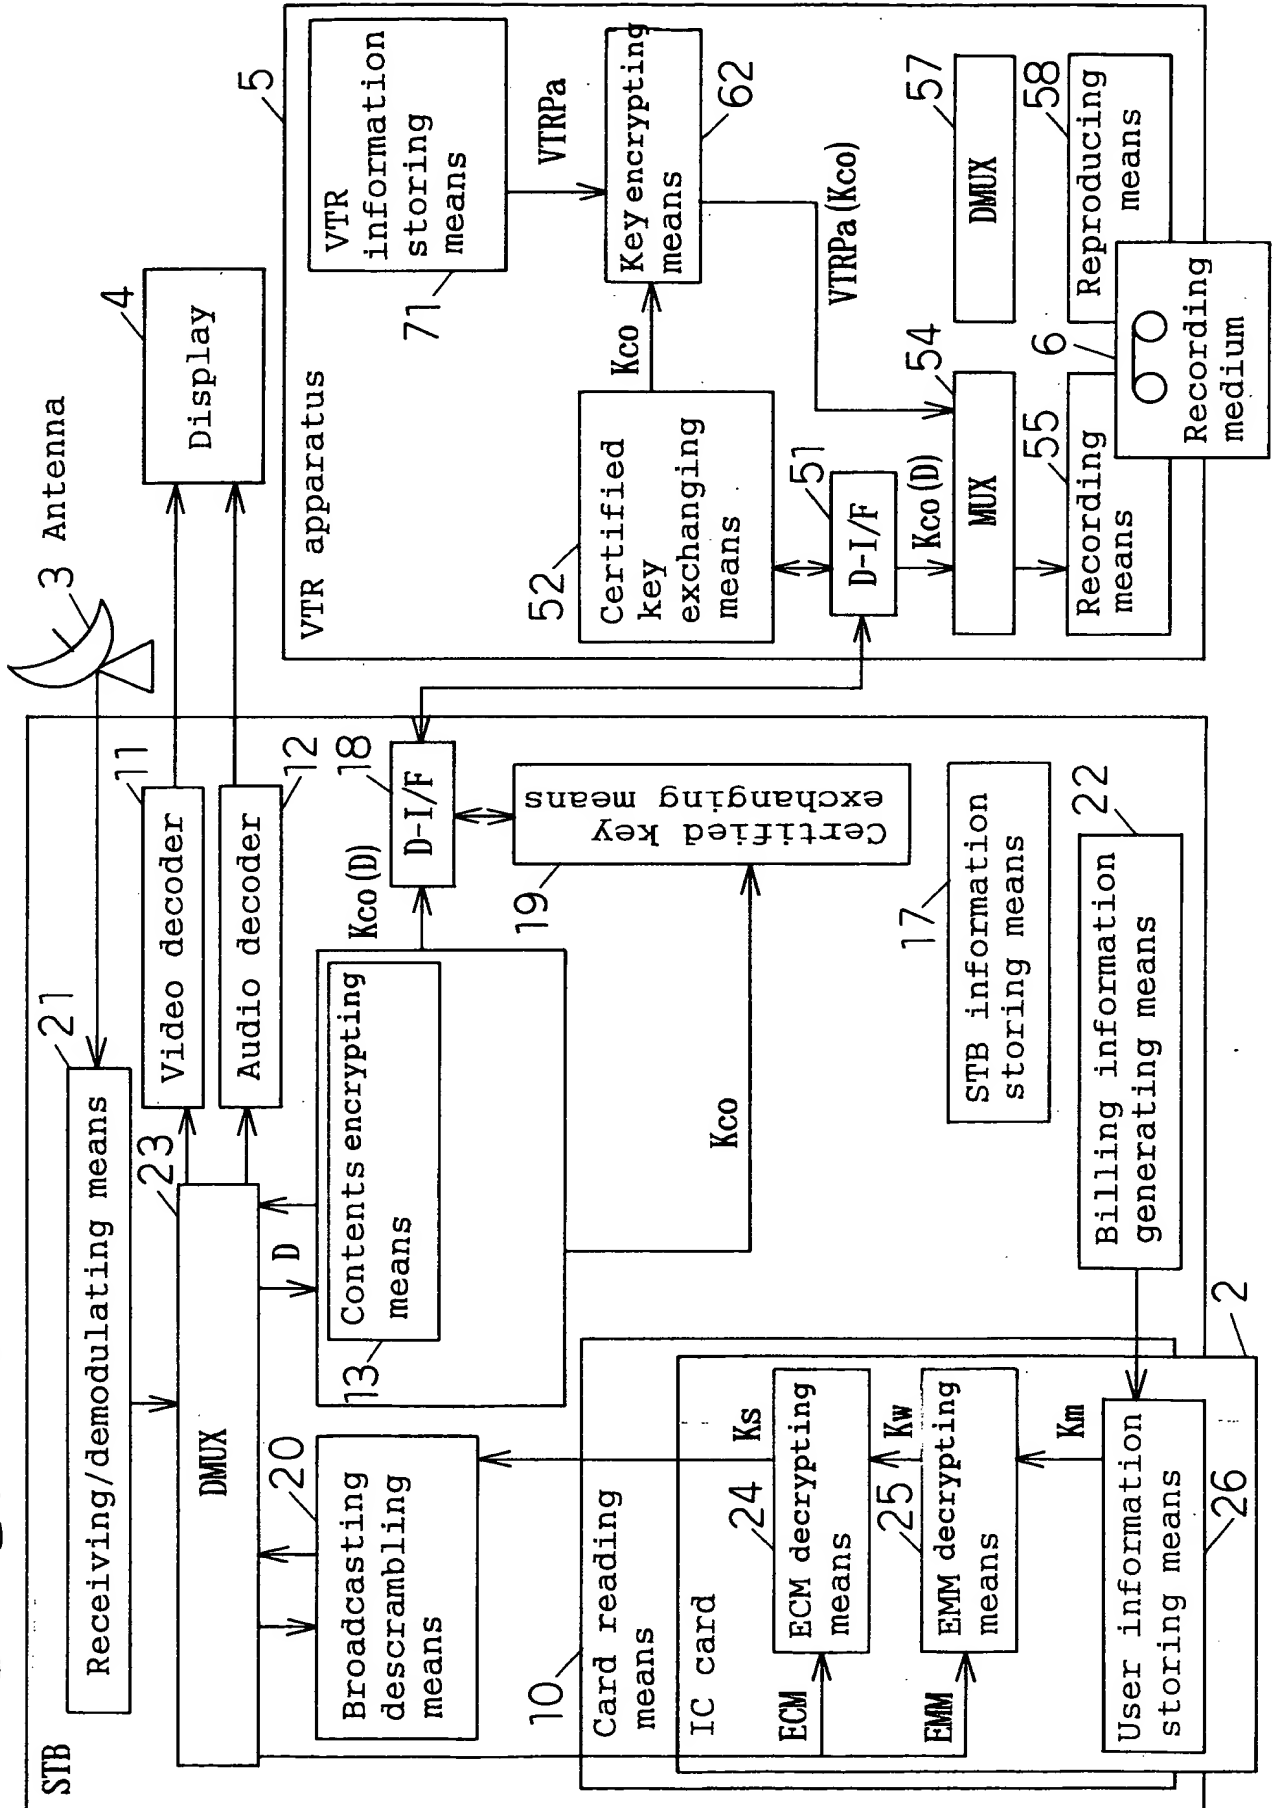 STB
Receiving/demodulating means
21
3
Antenna
DMUX
23
Video decoder
11
Audio decoder
12
4
Display
Broadcasting
descrambling
means
20
D
Contents encrypting
means
13
Kco(D)
D-I/F
18
Certified key
exchanging means
19
Kco
STB information
storing means
17
Billing information
generating means
22
10
Card reading
means
IC card
2
ECM
ECM decrypting
means
24
Ks
EMM
EMM decrypting
means
25
Kw
Km
User information
storing means
26
5
VTR apparatus
VTR
information
storing
means
71
VTRPa
Key encrypting
means
62
Kco
52
Certified
key
exchanging
means
VTRPa(Kco)
D-I/F
51
Kco(D)
MUX
54
DMUX
57
Recording
means
55
Reproducing
means
58
6
Recording
medium